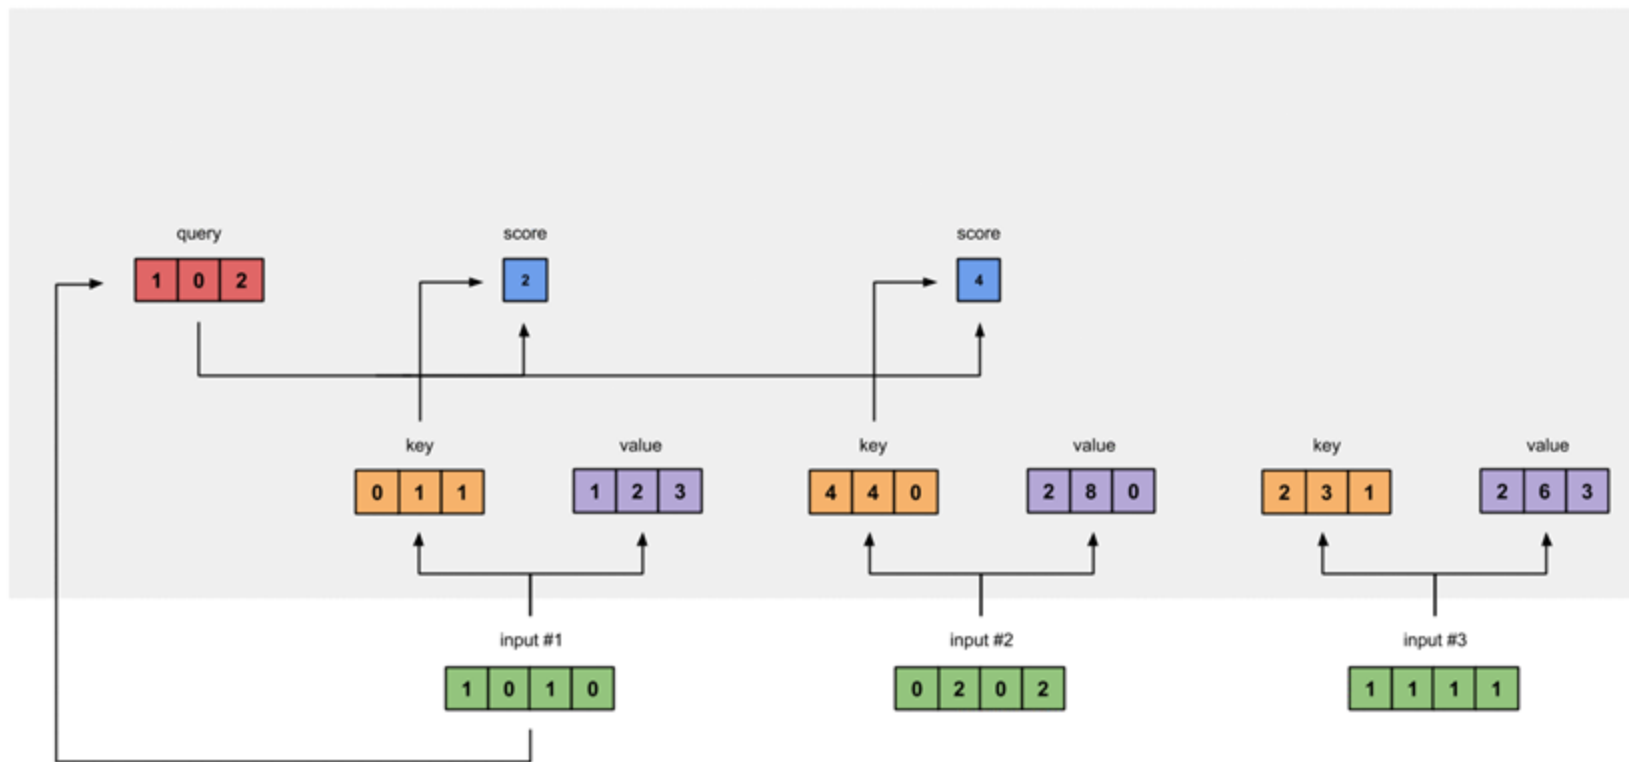 query score score
1 0 2 2 4
key value key value key value
0 1 1 1 2 3 4 4 0 2 8 0 2 3 1 2 6 3
input #1 input #2 input #3
1 0 1 0 0 2 0 2 1 1 1 1